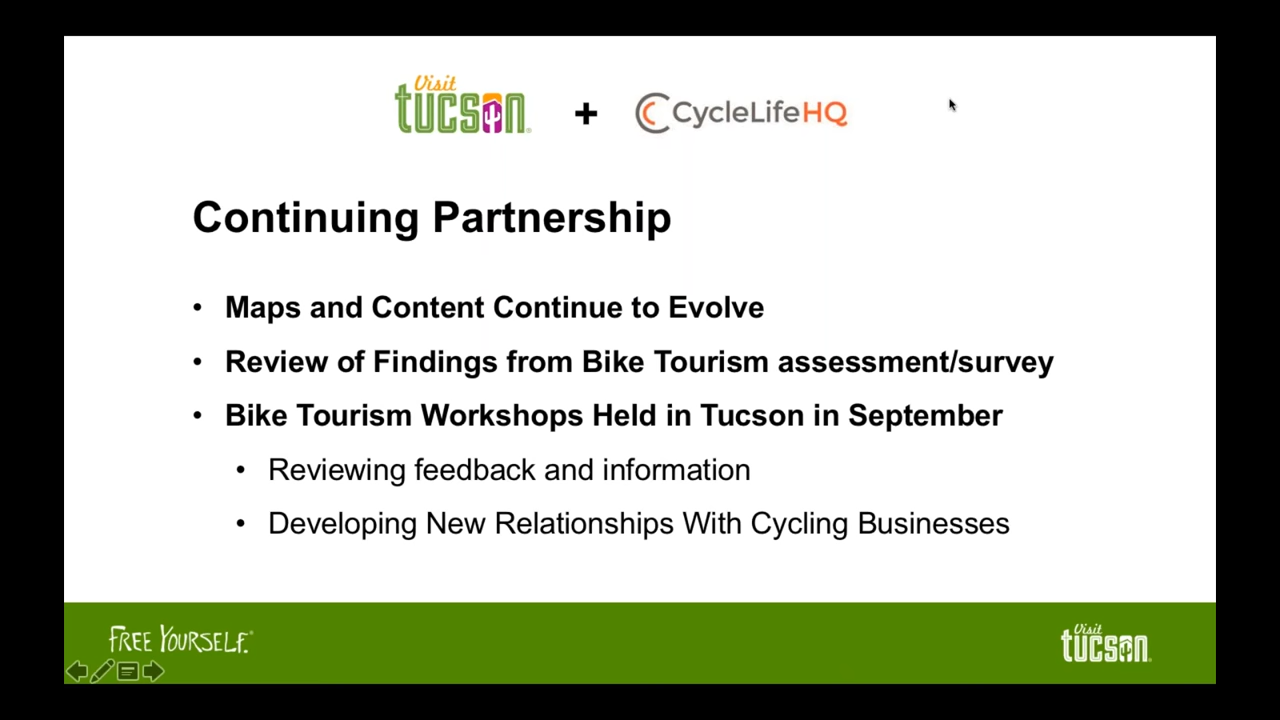 Visit
tucson
+
CycleLifeHQ
Continuing Partnership
• Maps and Content Continue to Evolve
• Review of Findings from Bike Tourism assessment/survey
• Bike Tourism Workshops Held in Tucson in September
• Reviewing feedback and information
• Developing New Relationships With Cycling Businesses
FREE YOURSELF.
Visit
tucson